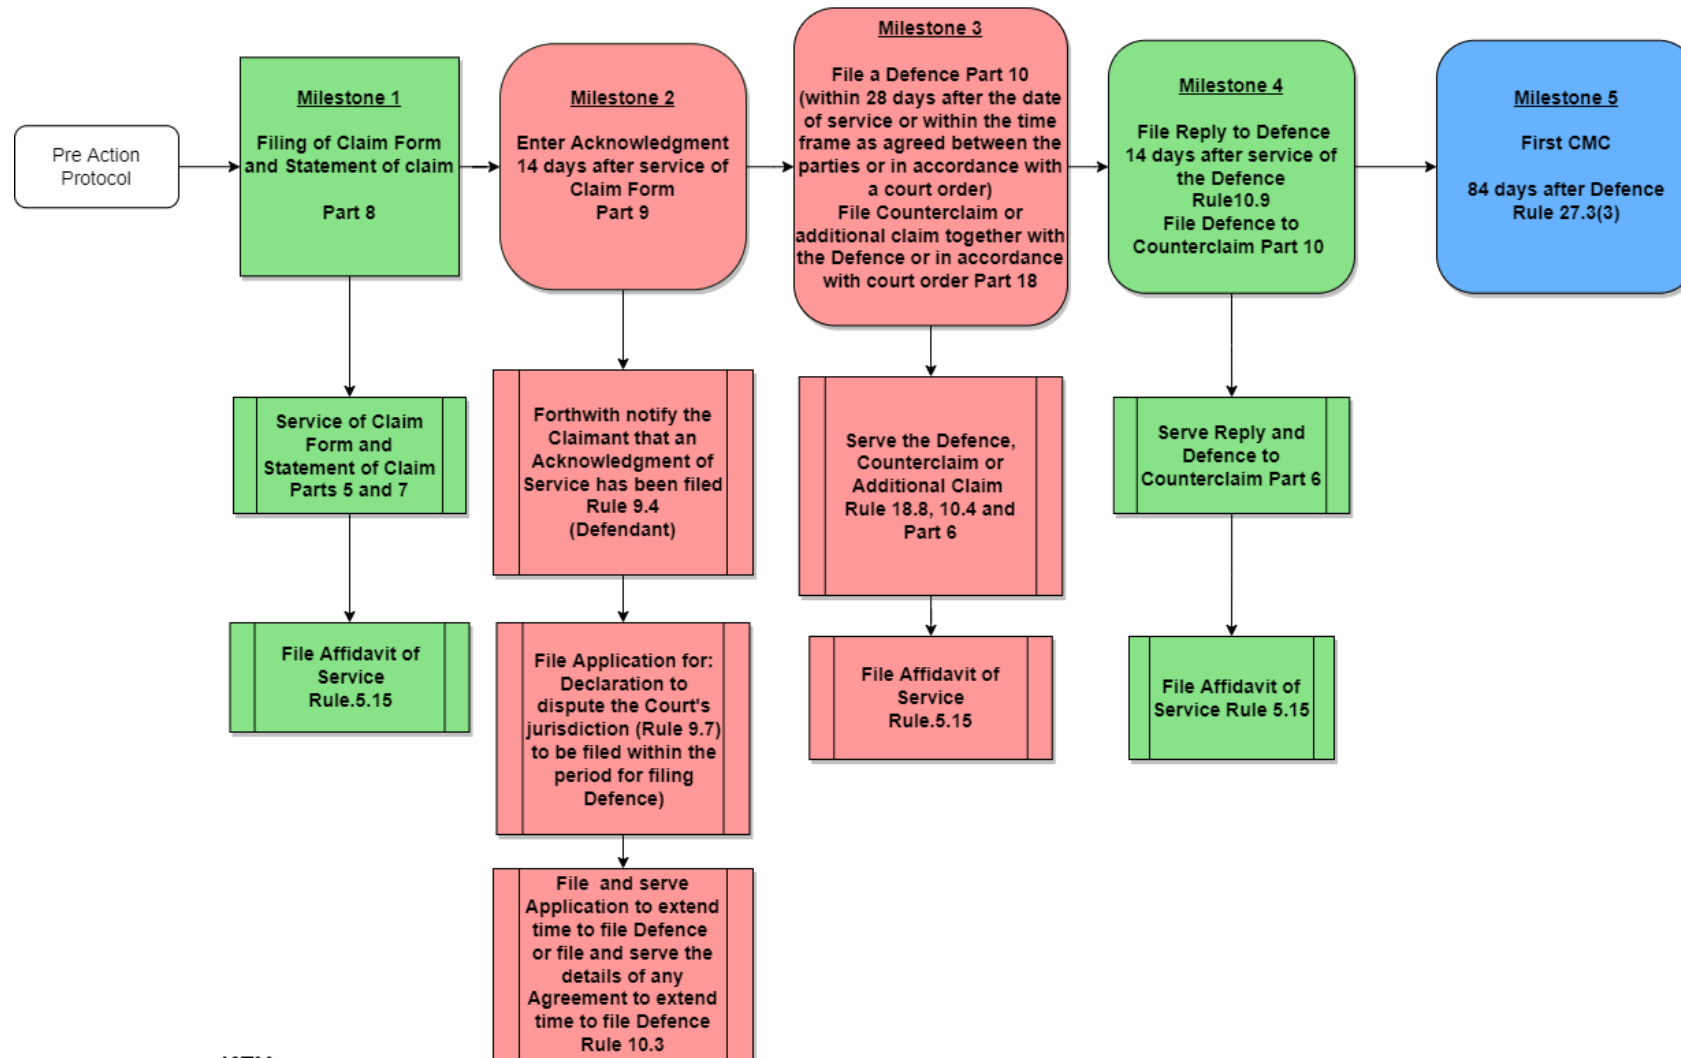 Pre Action
Protocol
Milestone 1
Filing of Claim Form
and Statement of claim
Part 8
Milestone 2
Enter Acknowledgment
14 days after service of
Claim Form
Part 9
Milestone 3
File a Defence Part 10
(within 28 days after the date
of service or within the time
frame as agreed between the
parties or in accordance with
a court order)
File Counterclaim or
additional claim together with
the Defence or in accordance
with court order Part 18
Milestone 4
File Reply to Defence
14 days after service of
the Defence
Rule10.9
File Defence to
Counterclaim Part 10
Milestone 5
First CMC
84 days after Defence
Rule 27.3(3)
Service of Claim
Form and
Statement of Claim
Parts 5 and 7
File Affidavit of
Service
Rule.5.15
Forthwith notify the
Claimant that an
Acknowledgment of
Service has been filed
Rule 9.4
(Defendant)
File Application for:
Declaration to
dispute the Court's
jurisdiction (Rule 9.7)
to be filed within the
period for filing
Defence)
File and serve
Application to extend
time to file Defence
or file and serve the
details of any
Agreement to extend
time to file Defence
Rule 10.3
Serve the Defence,
Counterclaim or
Additional Claim
Rule 18.8, 10.4 and
Part 6
File Affidavit of
Service
Rule.5.15
Serve Reply and
Defence to
Counterclaim Part 6
File Affidavit of
Service Rule 5.15